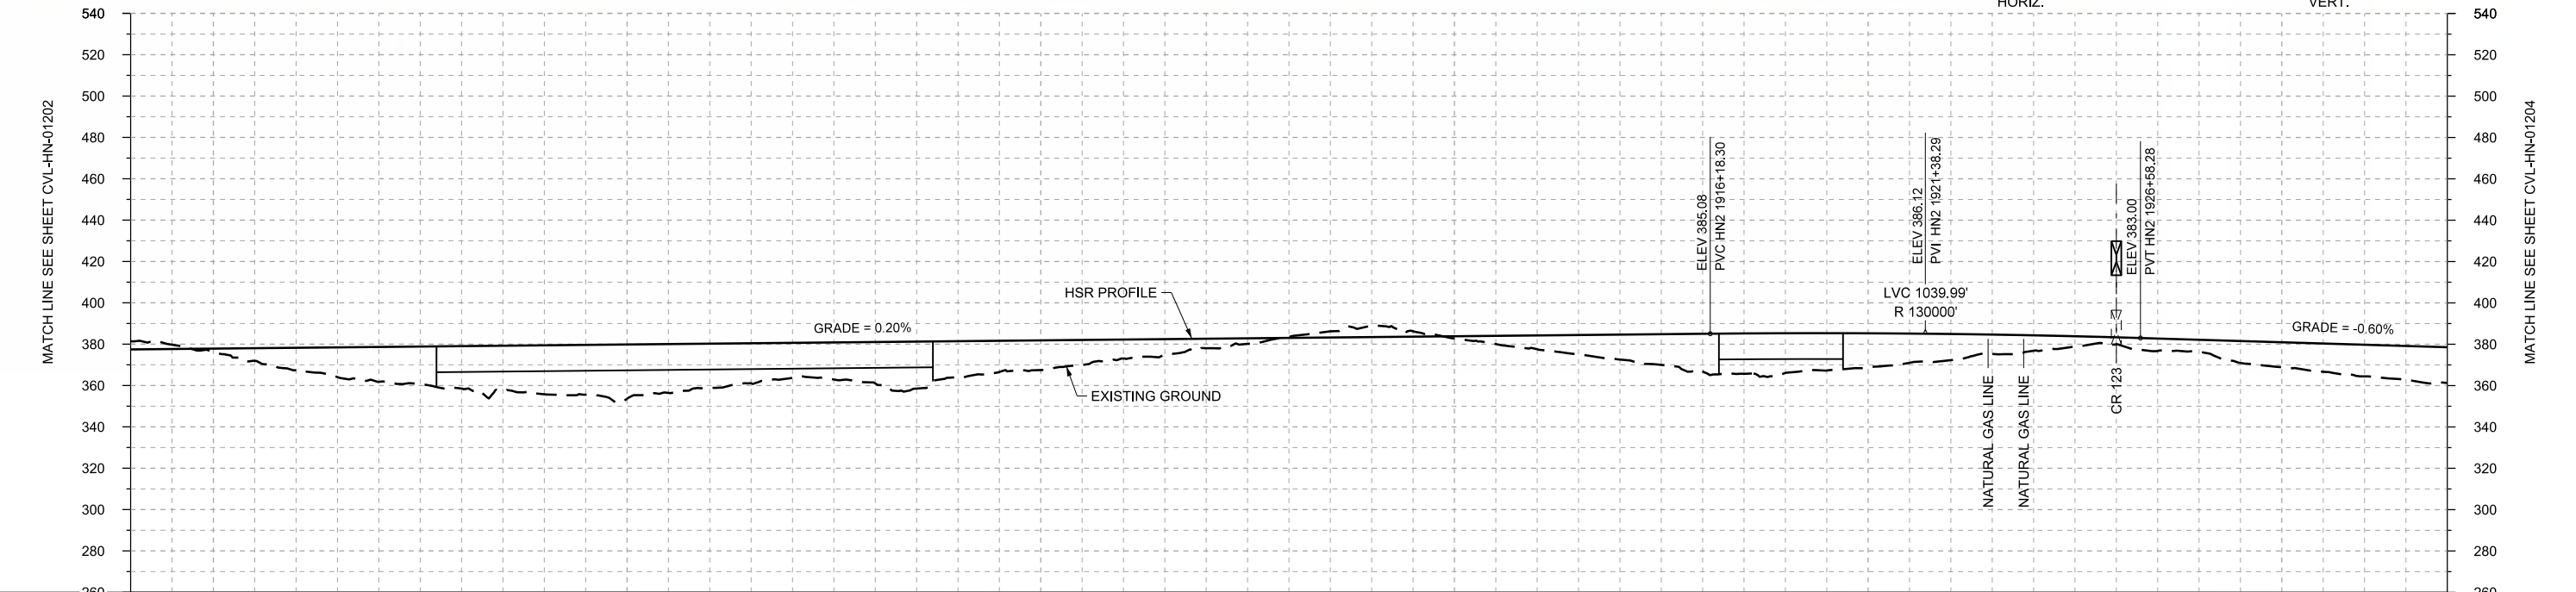 HORIZ.
VERT.
540
520
500
480
460
440
420
400
380
360
340
320
300
280
260
MATCH LINE SEE SHEET CVL-HN-01202
GRADE = 0.20%
HSR PROFILE
EXISTING GROUND
ELEV 385.08
PVC HN2 1916+18.30
ELEV 386.12
PVI HN2 1921+38.29
LVC 1039.99'
R 130000'
NATURAL GAS LINE
NATURAL GAS LINE
CR 123
ELEV 383.00
PVT HN2 1926+58.28
GRADE = -0.60%
540
520
500
480
460
440
420
400
380
360
340
320
300
280
260
MATCH LINE SEE SHEET CVL-HN-01204